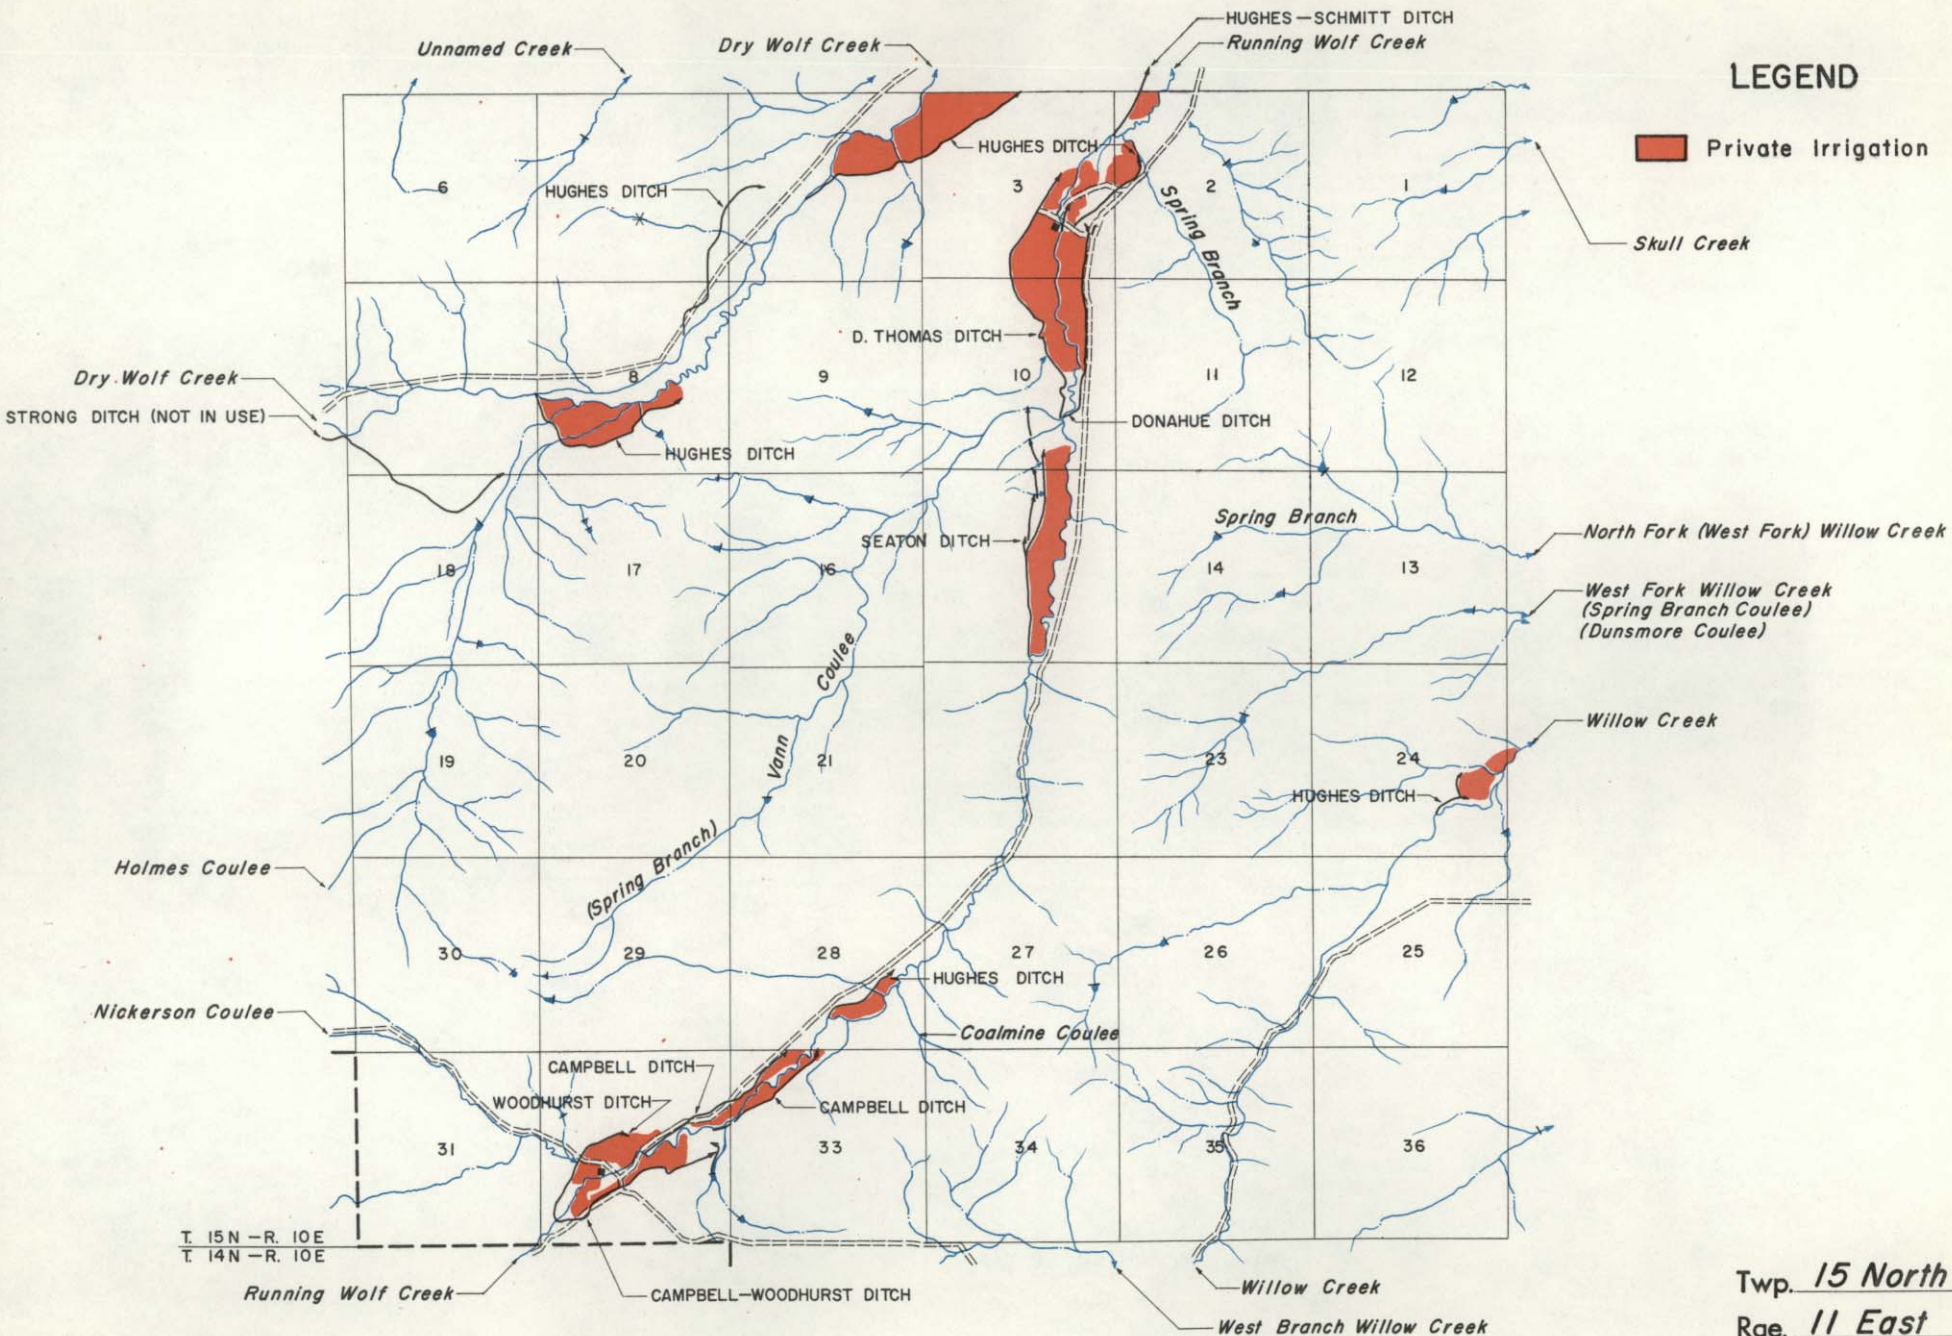 HUGHES—SCHMITT DITCH
Unnamed Creek
Dry Wolf Creek
Running Wolf Creek
LEGEND
Private Irrigation
HUGHES DITCH
6
HUGHES DITCH
3
2
1
Spring Branch
Skull Creek
D. THOMAS DITCH
Dry Wolf Creek
8
9
10
11
12
STRONG DITCH (NOT IN USE)
DONAHUE DITCH
HUGHES DITCH
Spring Branch
North Fork (West Fork) Willow Creek
SEATON DITCH
18
17
16
14
13
West Fork Willow Creek
(Spring Branch Coulee)
(Dunsmore Coulee)
Coulee
Willow Creek
19
20
Vann
21
23
24
HUGHES DITCH
Holmes Coulee
(Spring Branch)
30
29
28
27
26
25
HUGHES DITCH
Nickerson Coulee
Coalmine Coulee
CAMPBELL DITCH
WOODHURST DITCH
CAMPBELL DITCH
31
33
34
35
36
T. 15N —R. 10E
T. 14N —R. 10E
Running Wolf Creek
CAMPBELL—WOODHURST DITCH
Willow Creek
West Branch Willow Creek
Twp. 15 North
Rge. 11 East